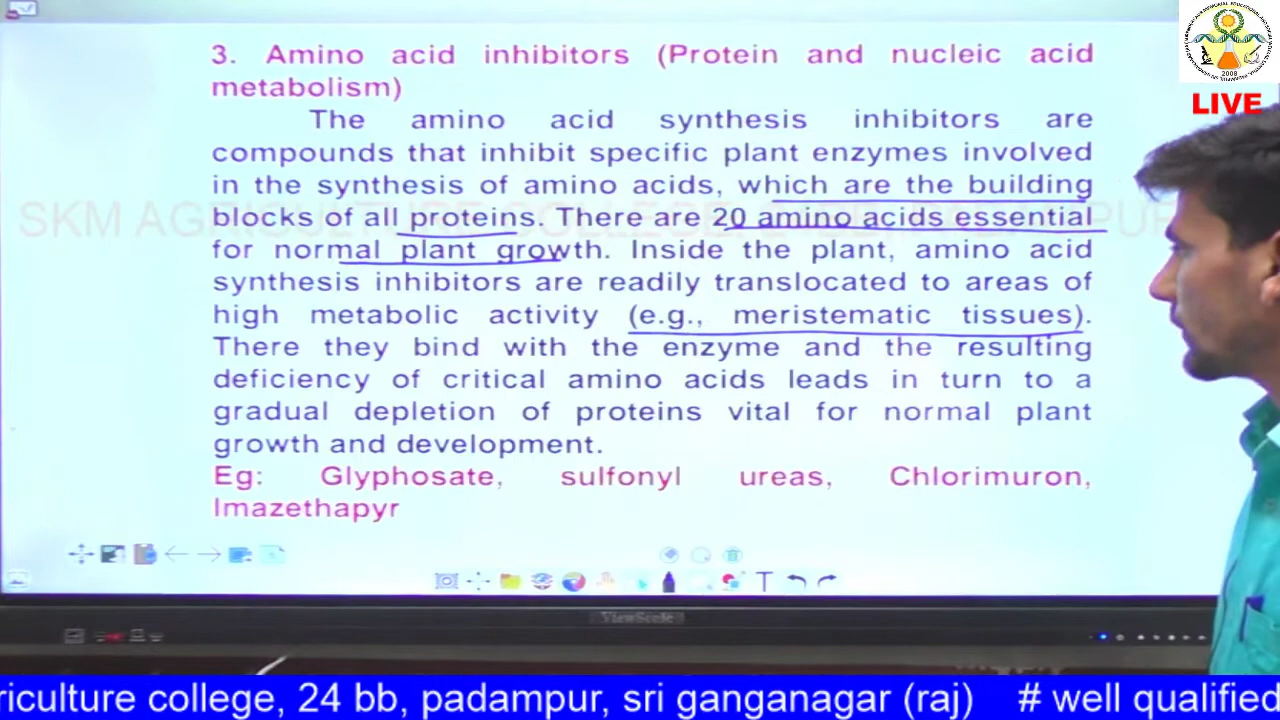 3. Amino acid inhibitors (Protein and nucleic acid
metabolism)
The amino acid synthesis inhibitors are
compounds that inhibit specific plant enzymes involved
in the synthesis of amino acids, which are the building
blocks of all proteins. There are 20 amino acids essential
for normal plant growth. Inside the plant, amino acid
synthesis inhibitors are readily translocated to areas of
high metabolic activity (e.g., meristematic tissues).
There they bind with the enzyme and the resulting
deficiency of critical amino acids leads in turn to a
gradual depletion of proteins vital for normal plant
growth and development.
Eg: Glyphosate, sulfonyl ureas, Chlorimuron,
Imazethapyr
SKM AGRICULTURE COLLEGE
2008
LIVE
T
ViewScale
riculture college, 24 bb, padampur, sri ganganagar (raj) # well qualified